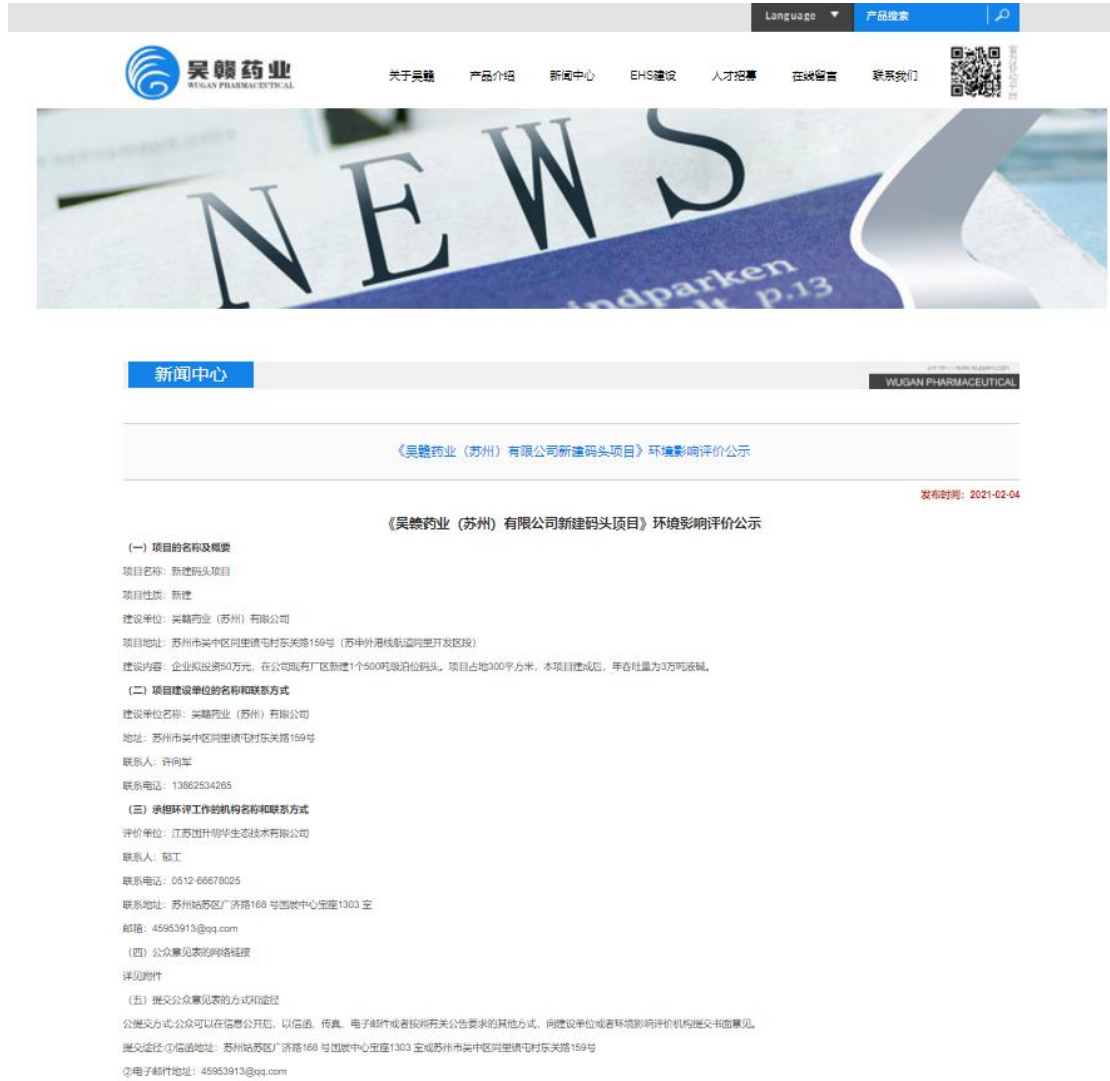 Language ▼ 产品搜索
吴赣药业
WUGAN PHARMACEUTICAL
关于吴赣 产品介绍 新闻中心 EHS建设 人才招募 在线留言 联系我们
NEWS
indparken
p.13
新闻中心
WUGAN PHARMACEUTICAL
《吴赣药业（苏州）有限公司新建码头项目》环境影响评价公示
发布时间：2021-02-04
《吴赣药业（苏州）有限公司新建码头项目》环境影响评价公示
（一）项目的名称及概要
项目名称：新建码头项目
项目性质：新建
建设单位：吴赣药业（苏州）有限公司
项目地址：苏州市吴中区同里镇屯村东关路159号（苏申外港线航道同里开发区段）
建设内容：企业拟投资50万元，在公司现有厂区新建1个500吨级泊位码头。项目占地300平方米，本项目建成后，年吞吐量为3万吨液碱。
（二）项目建设单位的名称和联系方式
建设单位名称：吴赣药业（苏州）有限公司
地址：苏州市吴中区同里镇屯村东关路159号
联系人：许向军
联系电话：13862534265
（三）承担环评工作的机构名称和联系方式
评价单位：江苏国升明华生态技术有限公司
联系人：郁工
联系电话：0512-66678025
联系地址：苏州姑苏区广济路168 号国展中心宝座1303 室
邮箱：45953913@qq.com
（四）公众意见表的网络链接
详见附件
（五）提交公众意见表的方式和途径
公提交方式:公众可以在信息公开后，以信函、传真、电子邮件或者按照有关公告要求的其他方式，向建设单位或者环境影响评价机构提交书面意见。
提交途径:①信函地址：苏州姑苏区广济路168 号国展中心宝座1303 室或苏州市吴中区同里镇屯村东关路159号
②电子邮件地址：45953913@qq.com